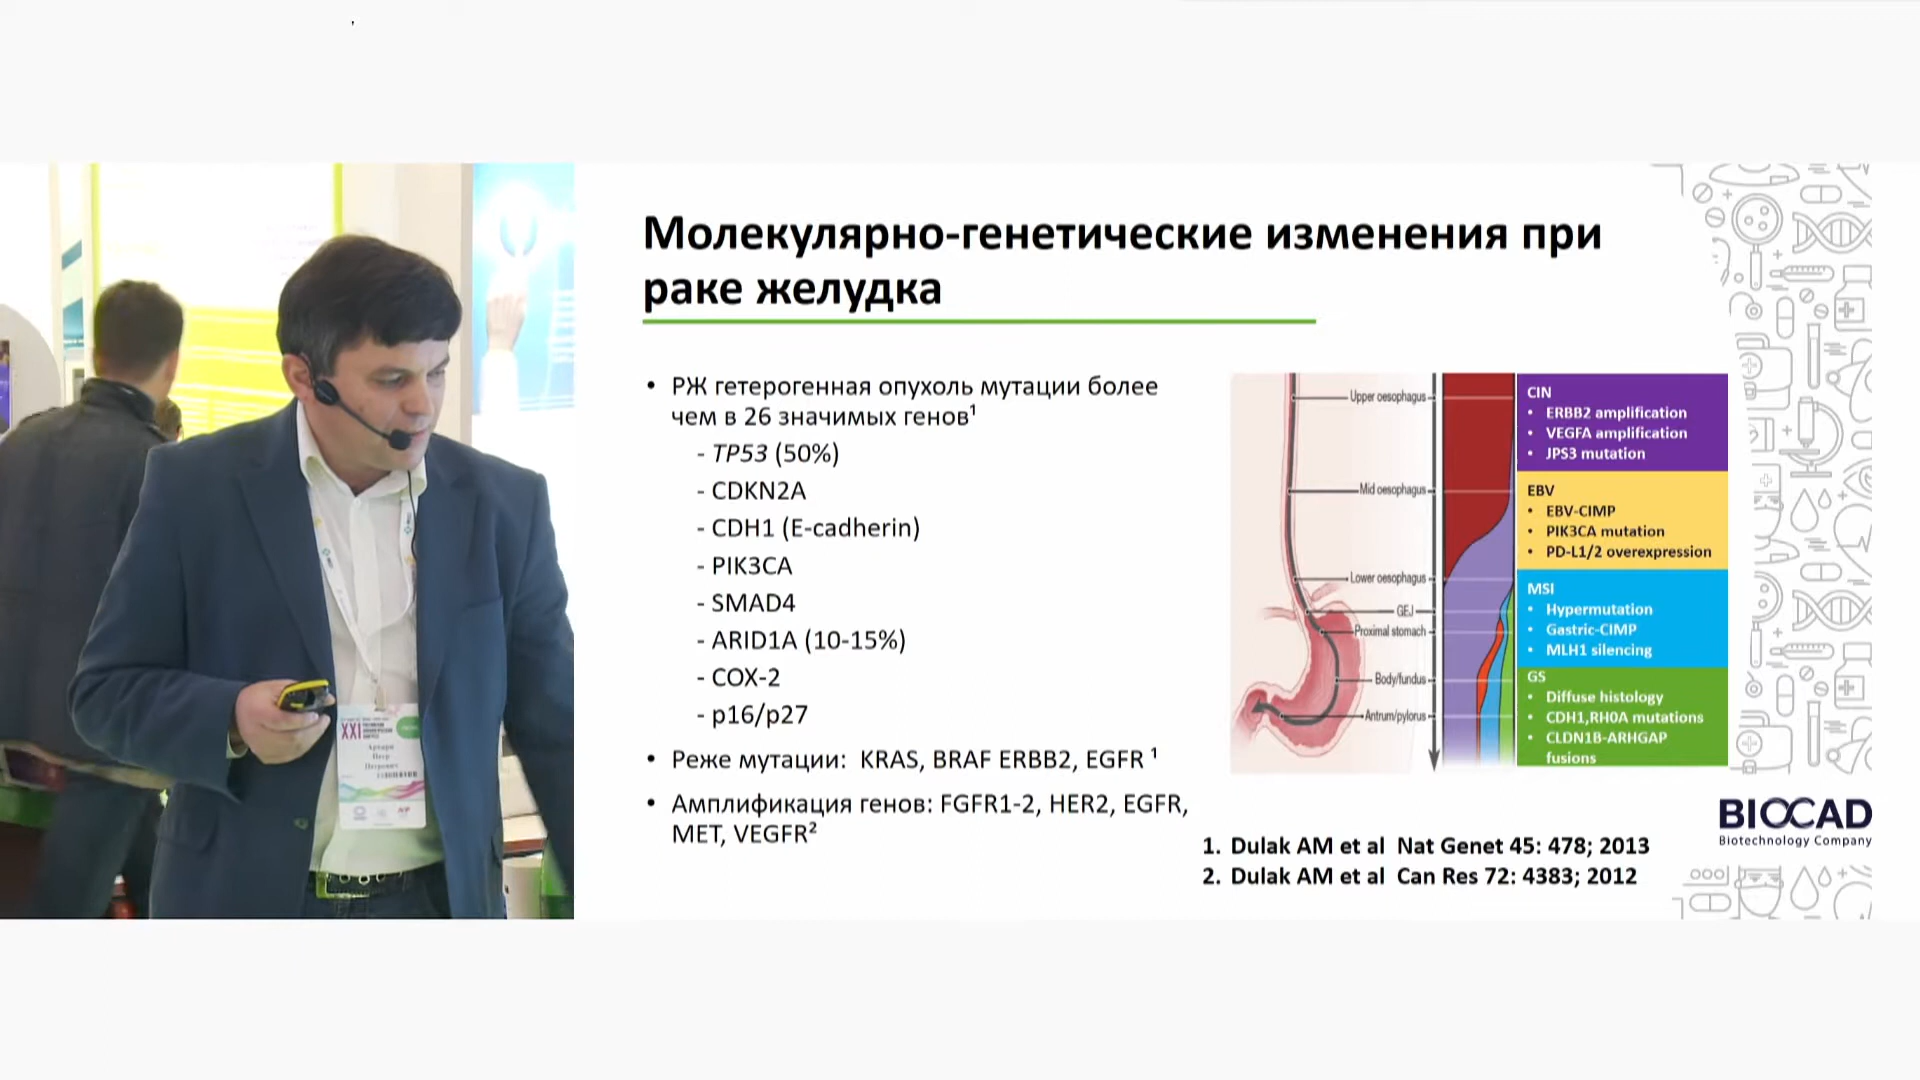 Молекулярно-генетические изменения при
раке желудка
• РЖ гетерогенная опухоль мутации более
чем в 26 значимых генов¹
- TP53 (50%)
- CDKN2A
- CDH1 (E-cadherin)
- PIK3CA
- SMAD4
- ARID1A (10-15%)
- COX-2
- p16/p27
• Реже мутации: KRAS, BRAF ERBB2, EGFR ¹
• Амплификация генов: FGFR1-2, HER2, EGFR,
MET, VEGFR²
Upper oesophagus
Mid oesophagus
Lower oesophagus
GEJ
Proximal stomach
Body/fundus
Antrum/pylorus
CIN
• ERBB2 amplification
• VEGFA amplification
• JPS3 mutation
EBV
• EBV-CIMP
• PIK3CA mutation
• PD-L1/2 overexpression
MSI
• Hypermutation
• Gastric-CIMP
• MLH1 silencing
GS
• Diffuse histology
• CDH1,RH0A mutations
• CLDN1B-ARHGAP
fusions
BIOCAD
Biotechnology Company
1. Dulak AM et al Nat Genet 45: 478; 2013
2. Dulak AM et al Can Res 72: 4383; 2012
XXI
Петр
Петрович